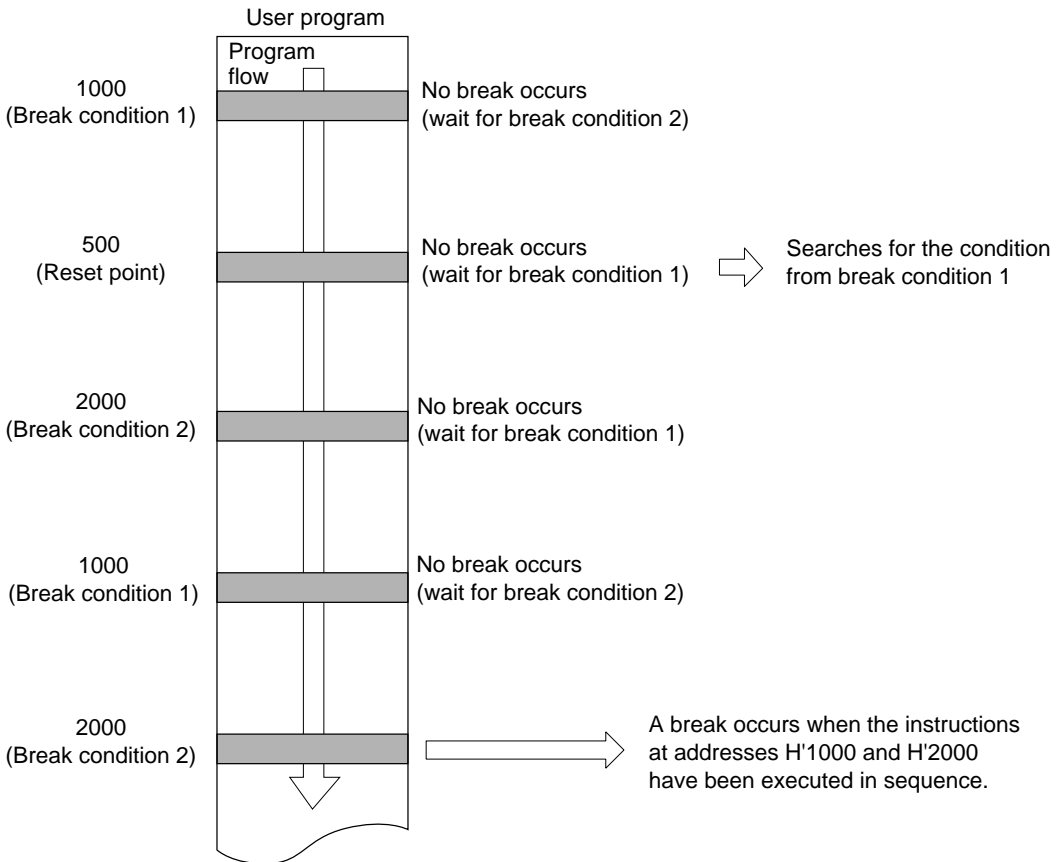 User program
Program
flow
1000
(Break condition 1)
No break occurs
(wait for break condition 2)
500
(Reset point)
No break occurs
(wait for break condition 1)
Searches for the condition
from break condition 1
2000
(Break condition 2)
No break occurs
(wait for break condition 1)
1000
(Break condition 1)
No break occurs
(wait for break condition 2)
2000
(Break condition 2)
A break occurs when the instructions
at addresses H'1000 and H'2000
have been executed in sequence.